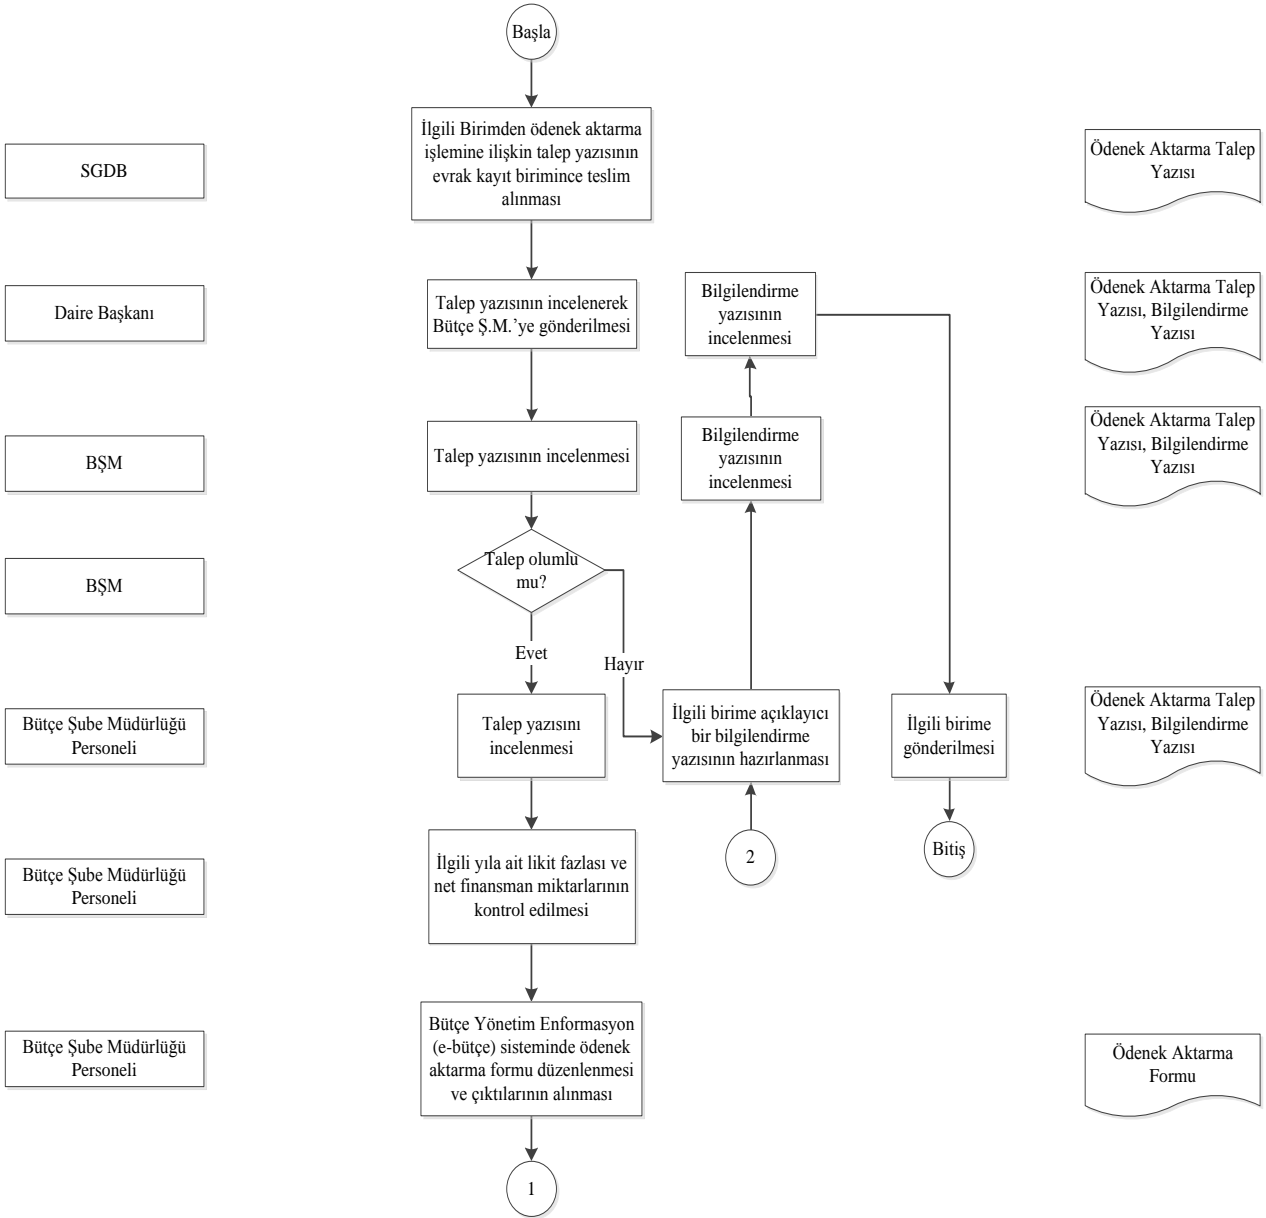 Başla
SGDB
İlgili Birimden ödenek aktarma
işlemine ilişkin talep yazısının
evrak kayıt birimince teslim
alınması
Ödenek Aktarma Talep
Yazısı
Daire Başkanı
Talep yazısının incelenerek
Bütçe Ş.M.’ye gönderilmesi
Bilgilendirme
yazısının
incelenmesi
Ödenek Aktarma Talep
Yazısı, Bilgilendirme
Yazısı
BŞM
Talep yazısının incelenmesi
Bilgilendirme
yazısının
incelenmesi
Ödenek Aktarma Talep
Yazısı, Bilgilendirme
Yazısı
BŞM
Talep olumlu
mu?
Evet
Hayır
Bütçe Şube Müdürlüğü
Personeli
Talep yazısını
incelenmesi
İlgili birime açıklayıcı
bir bilgilendirme
yazısının hazırlanması
İlgili birime
gönderilmesi
Ödenek Aktarma Talep
Yazısı, Bilgilendirme
Yazısı
2
Bitiş
Bütçe Şube Müdürlüğü
Personeli
İlgili yıla ait likit fazlası ve
net finansman miktarlarının
kontrol edilmesi
Bütçe Şube Müdürlüğü
Personeli
Bütçe Yönetim Enformasyon
(e-bütçe) sisteminde ödenek
aktarma formu düzenlenmesi
ve çıktılarının alınması
Ödenek Aktarma
Formu
1